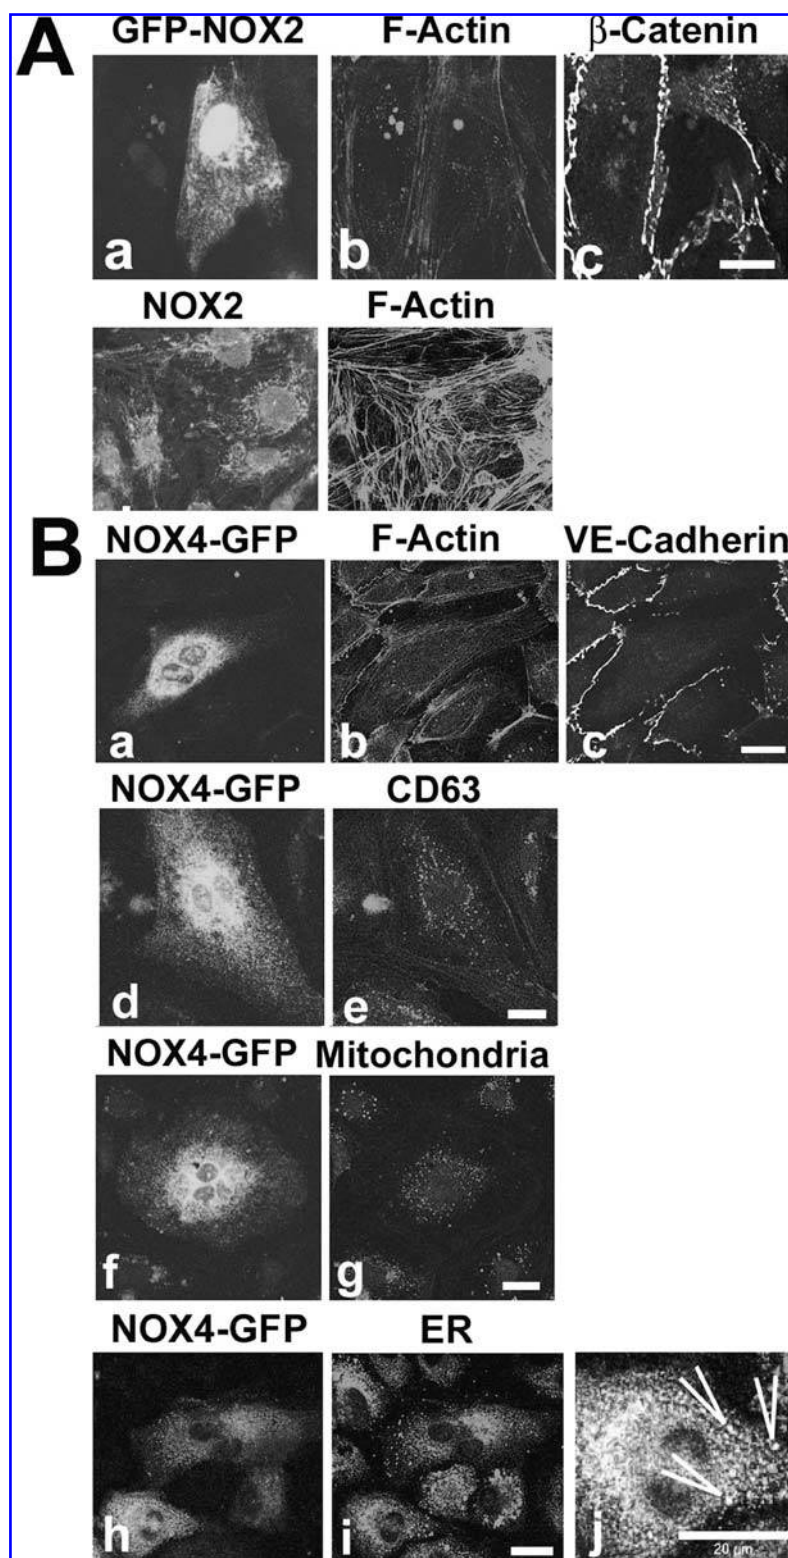 A
GFP-NOX2 F-Actin β-Catenin
a b c
NOX2 F-Actin
B
NOX4-GFP F-Actin VE-Cadherin
a b c
NOX4-GFP CD63
d e
NOX4-GFP Mitochondria
f g
NOX4-GFP ER
h i j
20 µm